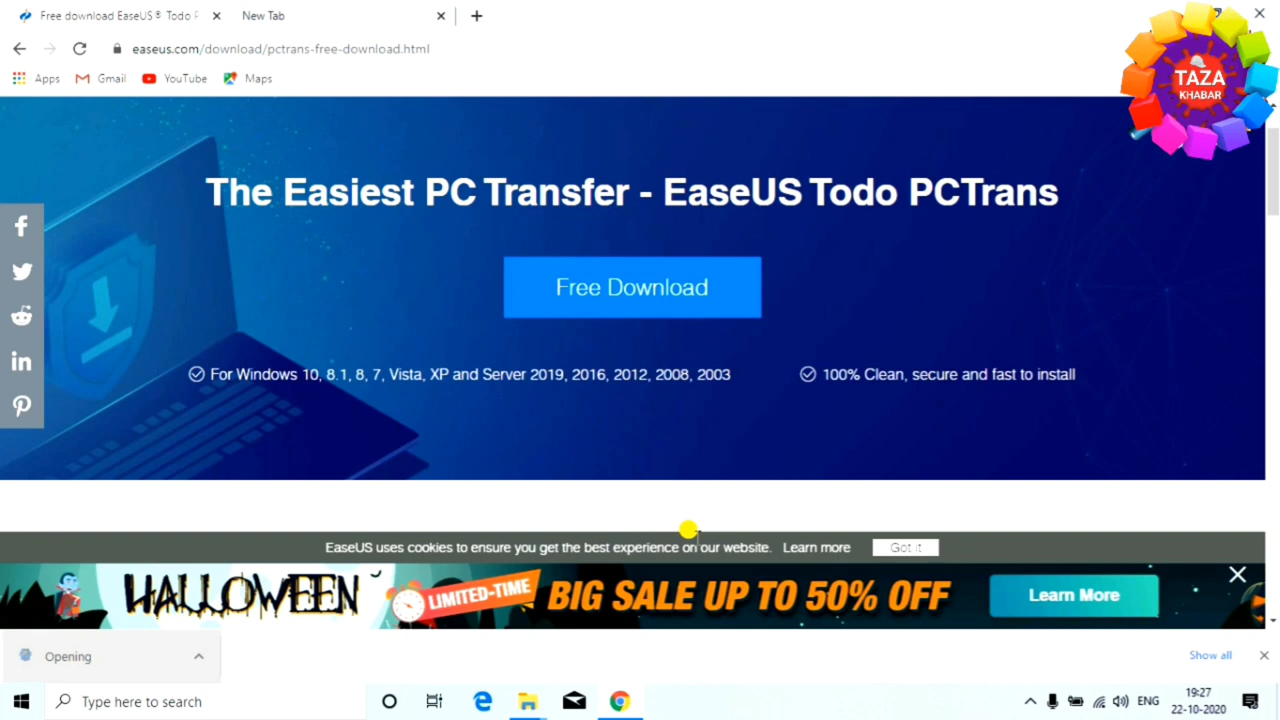 Free download EaseUS® Todo P
New Tab
easeus.com/download/pctrans-free-download.html
Apps
Gmail
YouTube
Maps
TAZA
KHABAR
The Easiest PC Transfer - EaseUS Todo PCTrans
Free Download
For Windows 10, 8.1, 8, 7, Vista, XP and Server 2019, 2016, 2012, 2008, 2003
100% Clean, secure and fast to install
EaseUS uses cookies to ensure you get the best experience on our website. Learn more
Got it
HALLOWEEN
LIMITED-TIME
BIG SALE UP TO 50% OFF
Learn More
Opening
Show all
Type here to search
ENG
19:27
22-10-2020